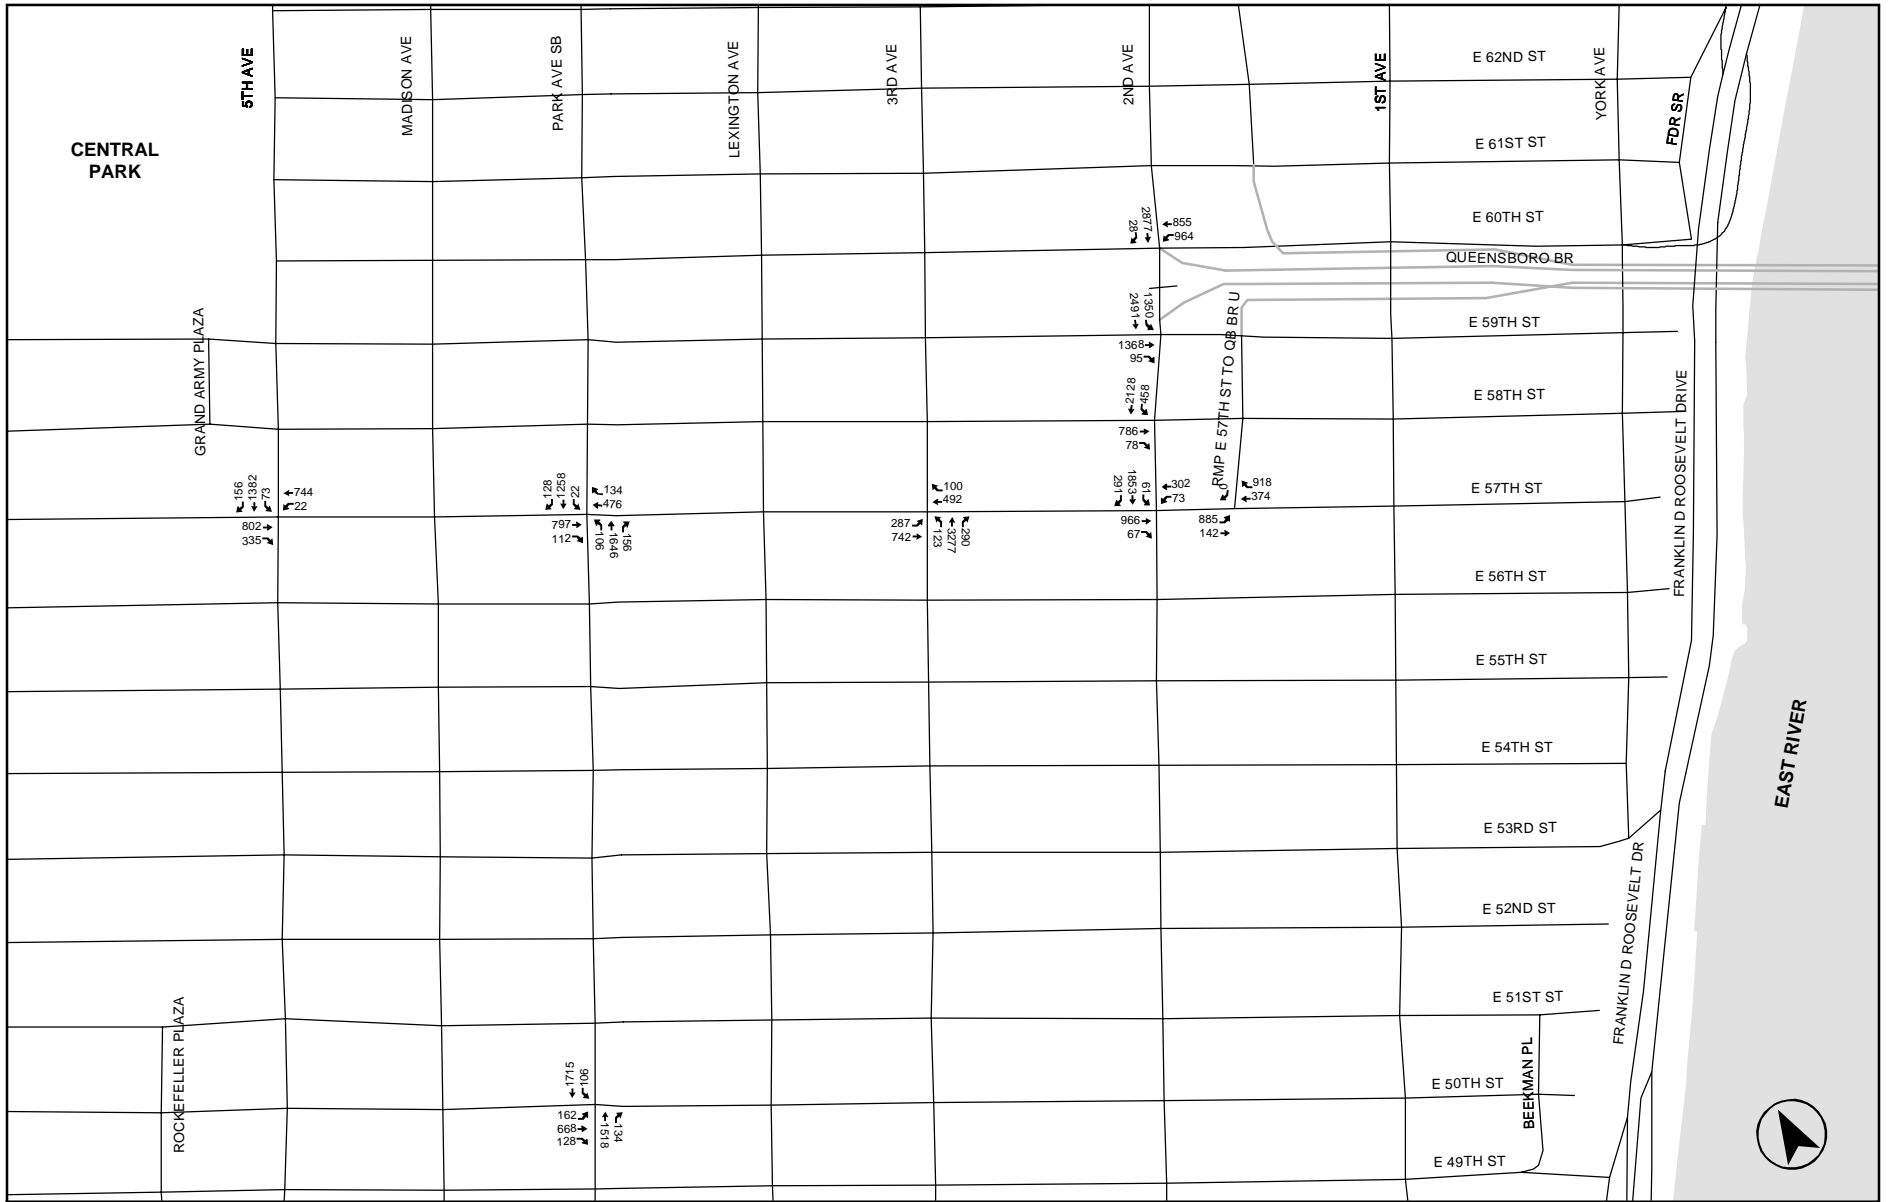 5TH AVE
MADISON AVE
PARK AVE SB
LEXINGTON AVE
3RD AVE
2ND AVE
1ST AVE
YORK AVE
FDR SR
E 62ND ST
E 61ST ST
E 60TH ST
QUEENSBORO BR
E 59TH ST
E 58TH ST
E 57TH ST
E 56TH ST
E 55TH ST
E 54TH ST
E 53RD ST
E 52ND ST
E 51ST ST
E 50TH ST
E 49TH ST
CENTRAL
PARK
GRAND ARMY PLAZA
ROCKEFELLER PLAZA
RMP E 57TH ST TO QB BR U
FRANKLIN D ROOSEVELT DRIVE
FRANKLIN D ROOSEVELT DR
BEEKMAN PL
EAST RIVER
28
2877
855
964
2491
1350
1368
95
2128
458
786
78
156
1382
73
744
22
802
335
128
1258
22
134
476
797
112
106
1646
156
100
492
287
742
123
3277
290
291
1853
61
302
73
966
67
0
918
374
885
142
1715
106
162
668
128
1518
134